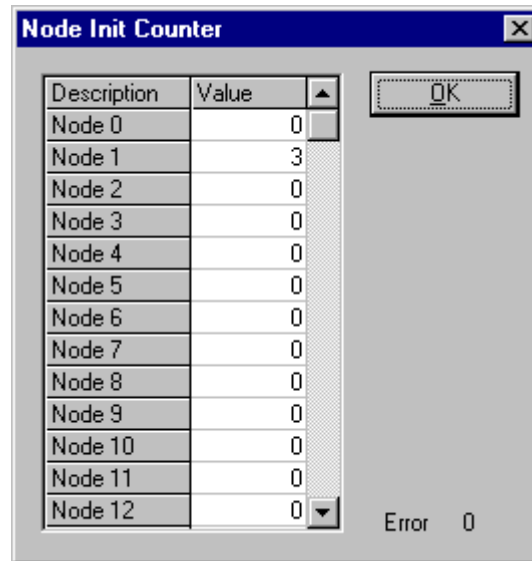 Node Init Counter
Description Value
OK
Node 0 0
Node 1 3
Node 2 0
Node 3 0
Node 4 0
Node 5 0
Node 6 0
Node 7 0
Node 8 0
Node 9 0
Node 10 0
Node 11 0
Node 12 0
Error 0